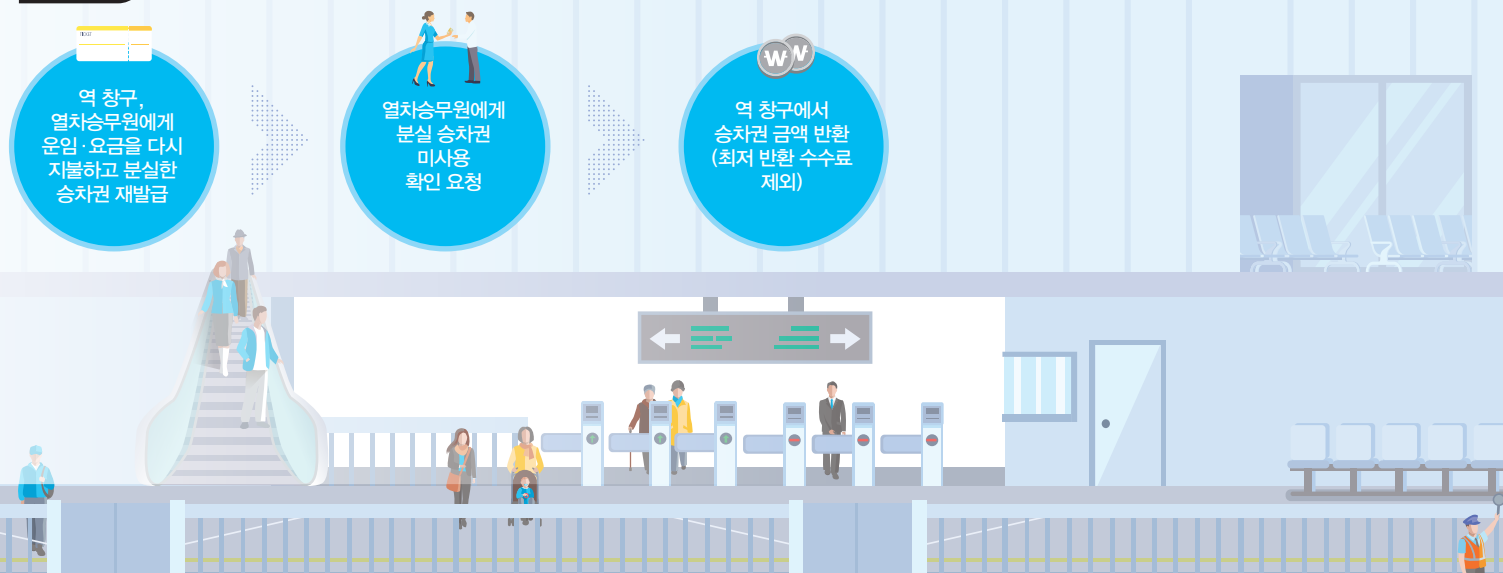 TICKET
역 창구,
열차승무원에게
운임·요금을 다시
지불하고 분실한
승차권 재발급
열차승무원에게
분실 승차권
미사용
확인 요청
W W
역 창구에서
승차권 금액 반환
(최저 반환 수수료
제외)